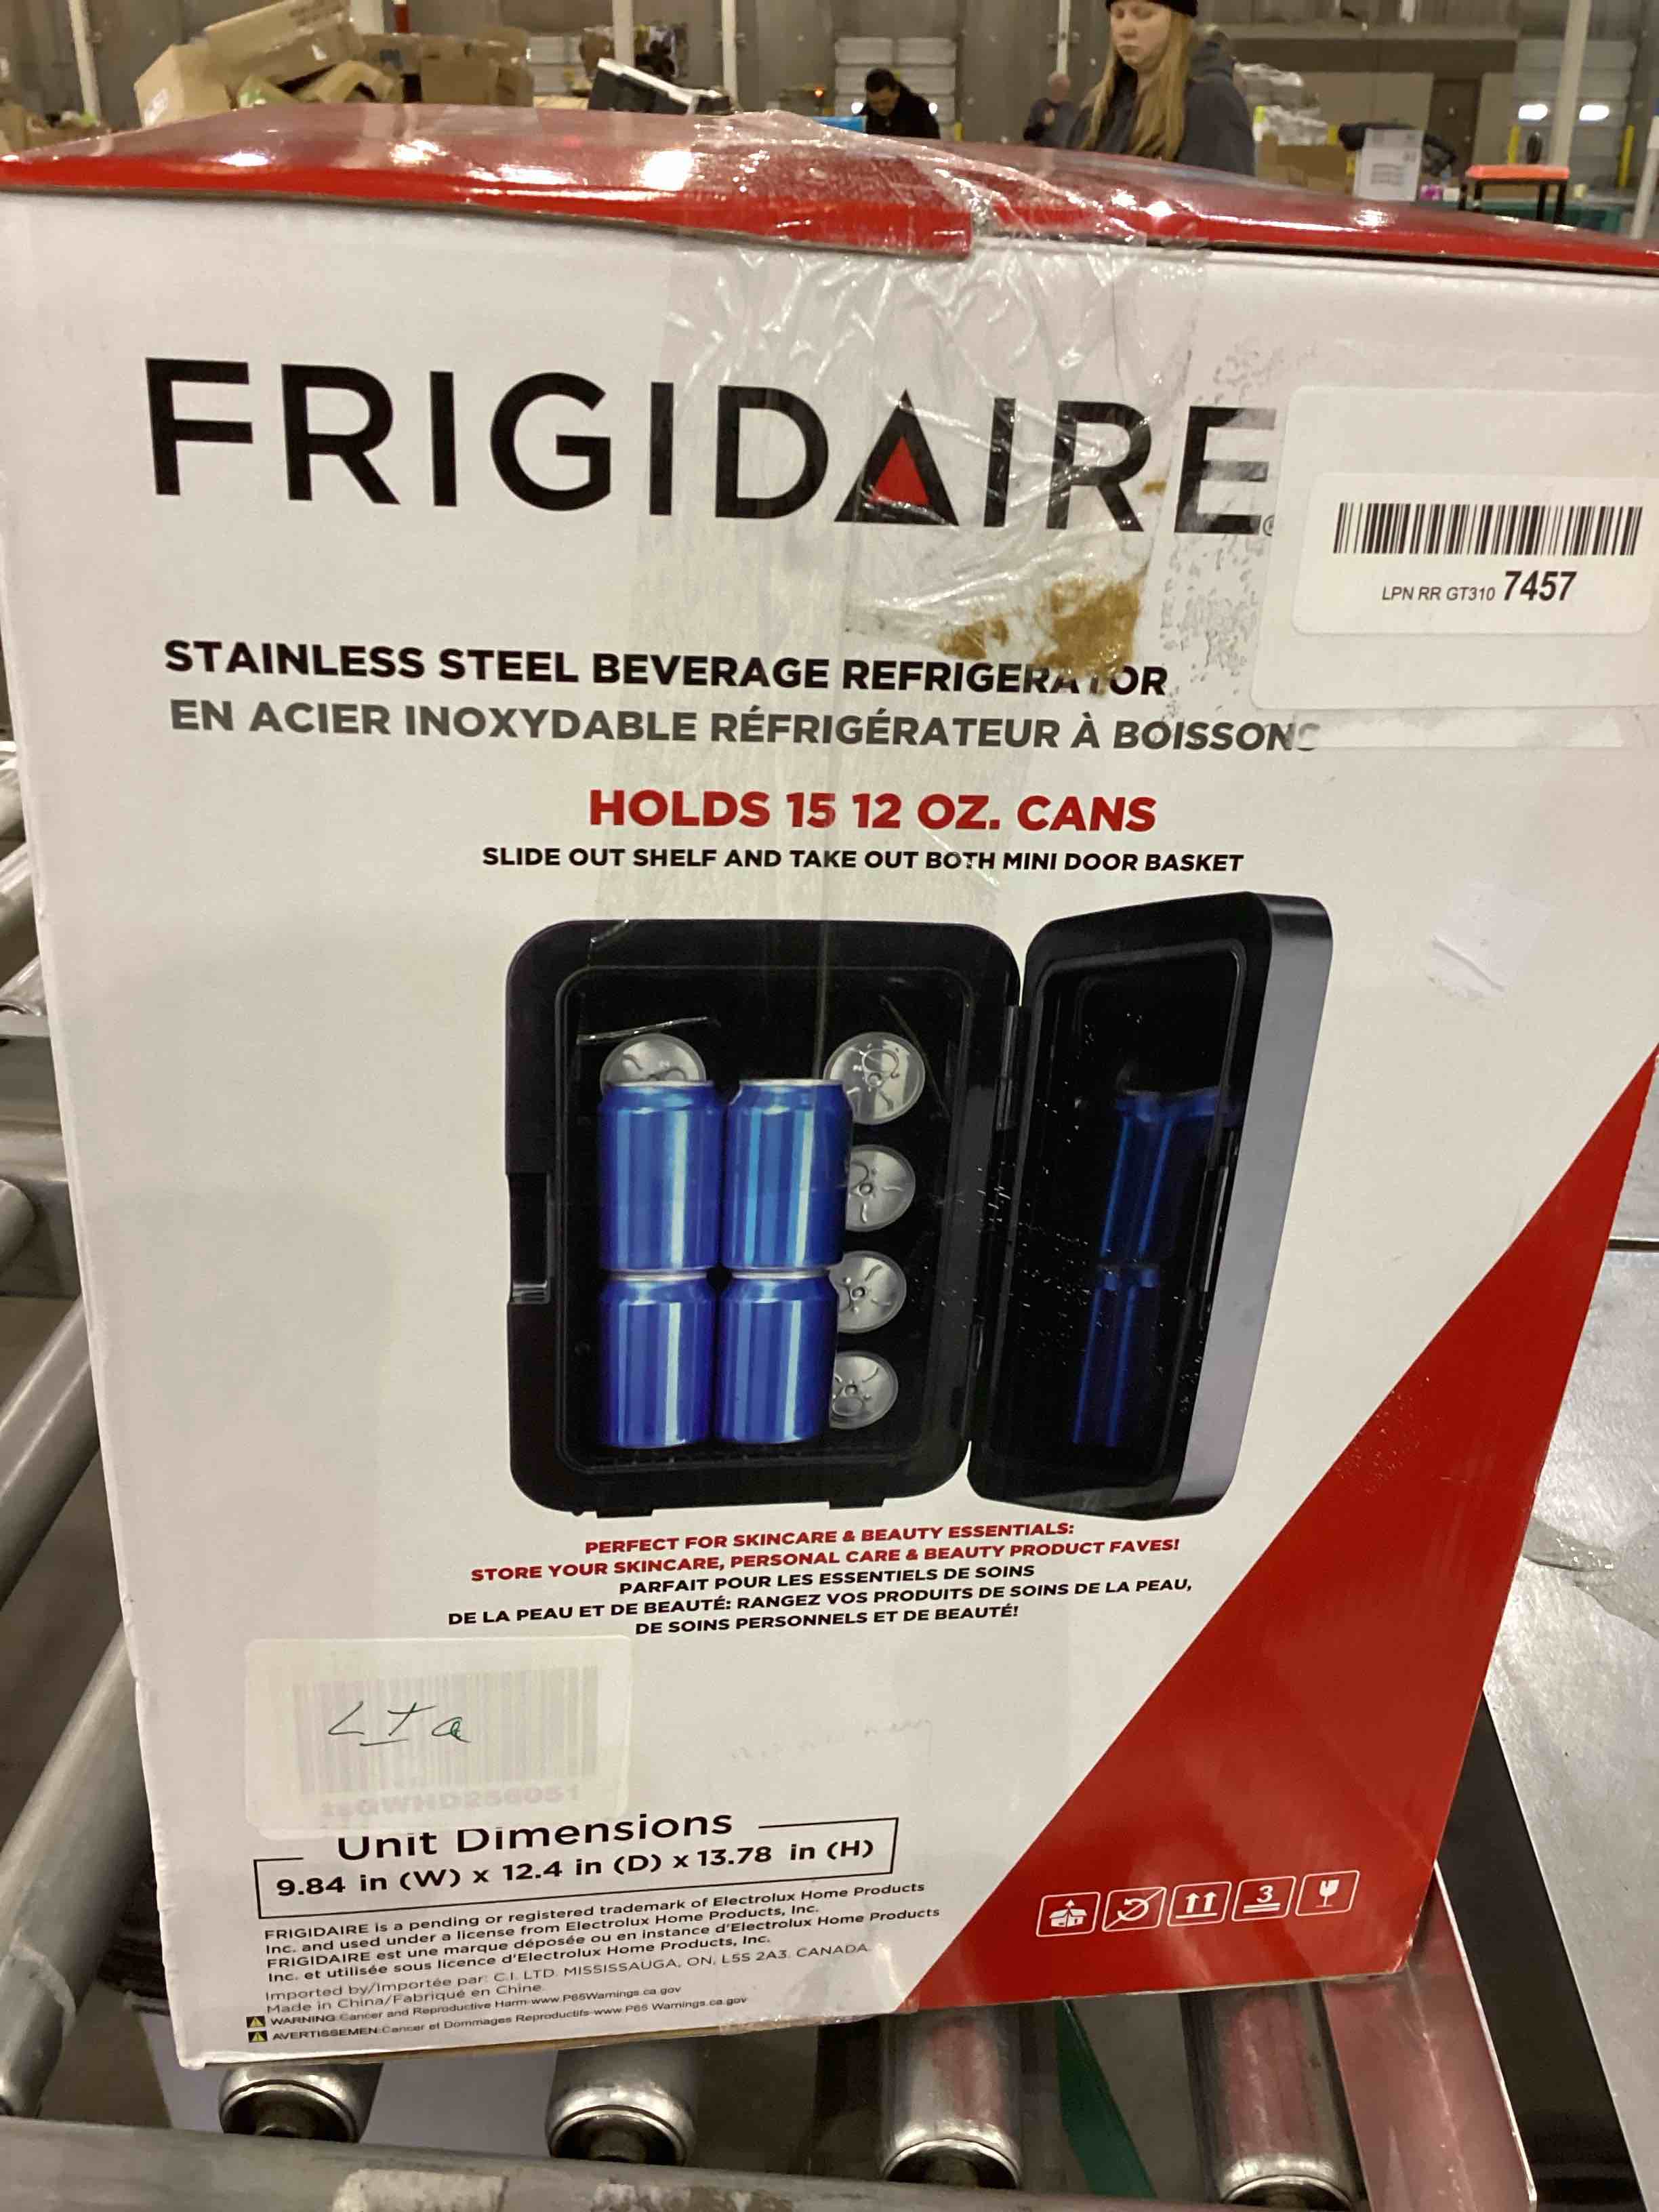 FRIGIDAIRE
LPN RR GT310 7457
STAINLESS STEEL BEVERAGE REFRIGERATOR
EN ACIER INOXYDABLE RÉFRIGÉRATEUR À BOISSONS
HOLDS 15 12 OZ. CANS
SLIDE OUT SHELF AND TAKE OUT BOTH MINI DOOR BASKET
PERFECT FOR SKINCARE & BEAUTY ESSENTIALS:
STORE YOUR SKINCARE, PERSONAL CARE & BEAUTY PRODUCT FAVES!
PARFAIT POUR LES ESSENTIELS DE SOINS
DE LA PEAU ET DE BEAUTÉ: RANGEZ VOS PRODUITS DE SOINS DE LA PEAU,
DE SOINS PERSONNELS ET DE BEAUTÉ!
Unit Dimensions
9.84 in (W) x 12.4 in (D) x 13.78 in (H)
FRIGIDAIRE is a pending or registered trademark of Electrolux Home Products
Inc. and used under a license from Electrolux Home Products, Inc.
FRIGIDAIRE est une marque déposée ou en instance d'Electrolux Home Products
Inc. et utilisée sous licence d'Electrolux Home Products, Inc.
Imported by/Importée par: C.I. LTD. MISSISSAUGA, ON, L5S 2A3. CANADA
Made in China/Fabriqué en Chine
WARNING:Cancer and Reproductive Harm-www.P65Warnings.ca.gov
AVERTISSEMEN:Cancer et Dommages Reproductifs-www.P65 Warnings.ca.gov
3